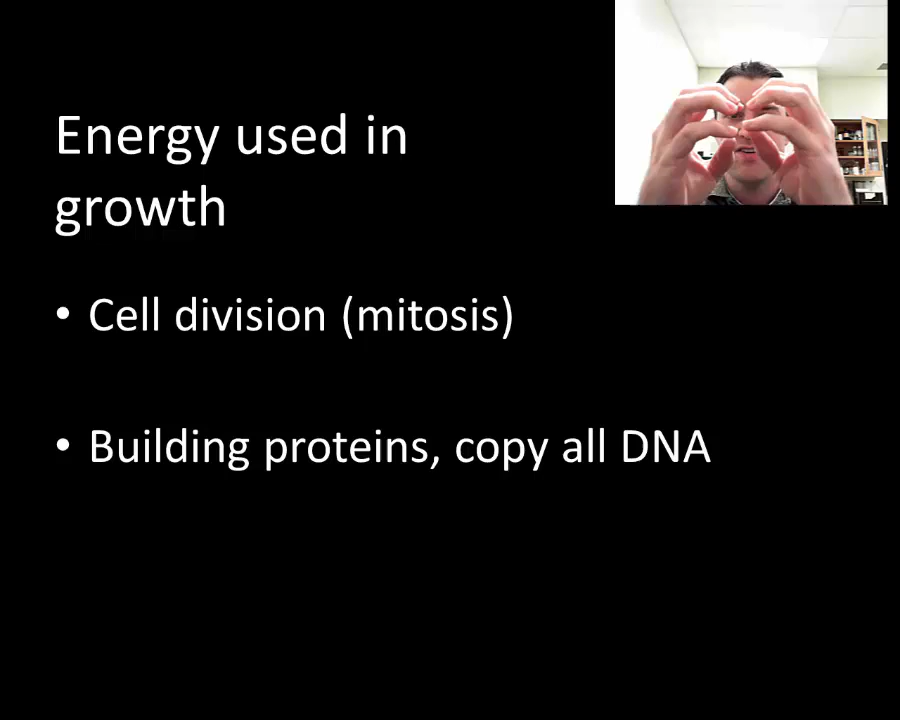 Energy used in
growth
• Cell division (mitosis)
• Building proteins, copy all DNA